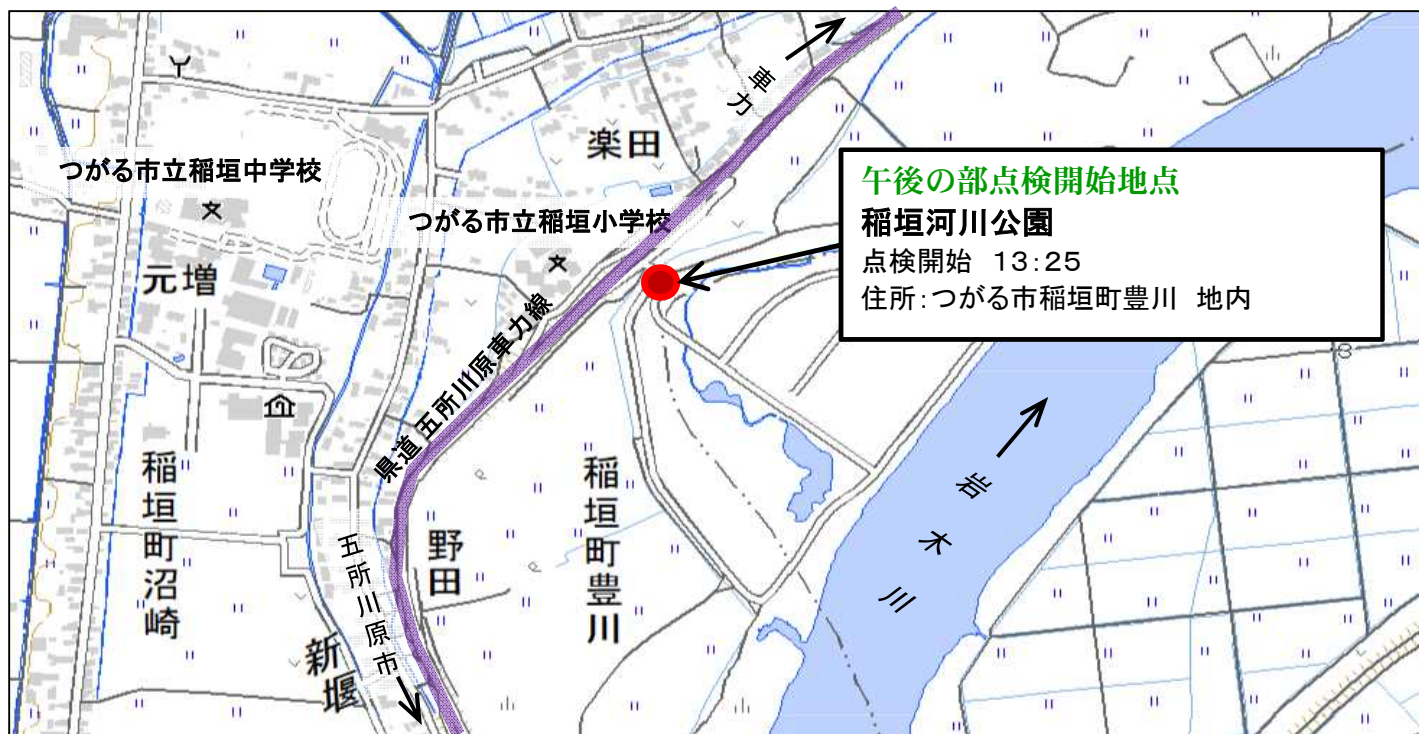 車力
楽田
つがる市立稲垣中学校
つがる市立稲垣小学校
午後の部点検開始地点
稲垣河川公園
点検開始 13:25
住所:つがる市稲垣町豊川 地内
元増
県道 五所川原車力線
稲垣町沼崎
稲垣町豊川
岩木川
野田
五所川原市
新堰